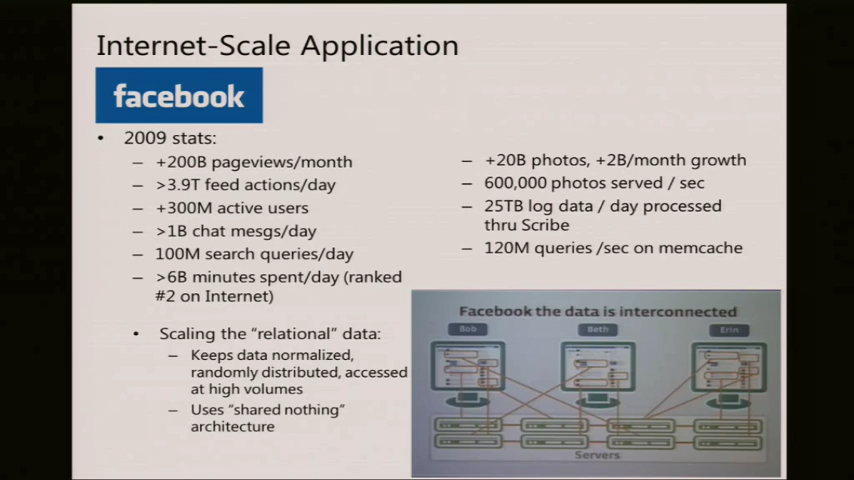 Internet-Scale Application
facebook
• 2009 stats:
– +200B pageviews/month
– >3.9T feed actions/day
– +300M active users
– >1B chat mesgs/day
– 100M search queries/day
– >6B minutes spent/day (ranked
#2 on Internet)
• Scaling the "relational" data:
– Keeps data normalized,
randomly distributed, accessed
at high volumes
– Uses "shared nothing"
architecture
– +20B photos, +2B/month growth
– 600,000 photos served / sec
– 25TB log data / day processed
thru Scribe
– 120M queries /sec on memcache
Facebook the data is interconnected
Bob
Beth
Erin
Servers